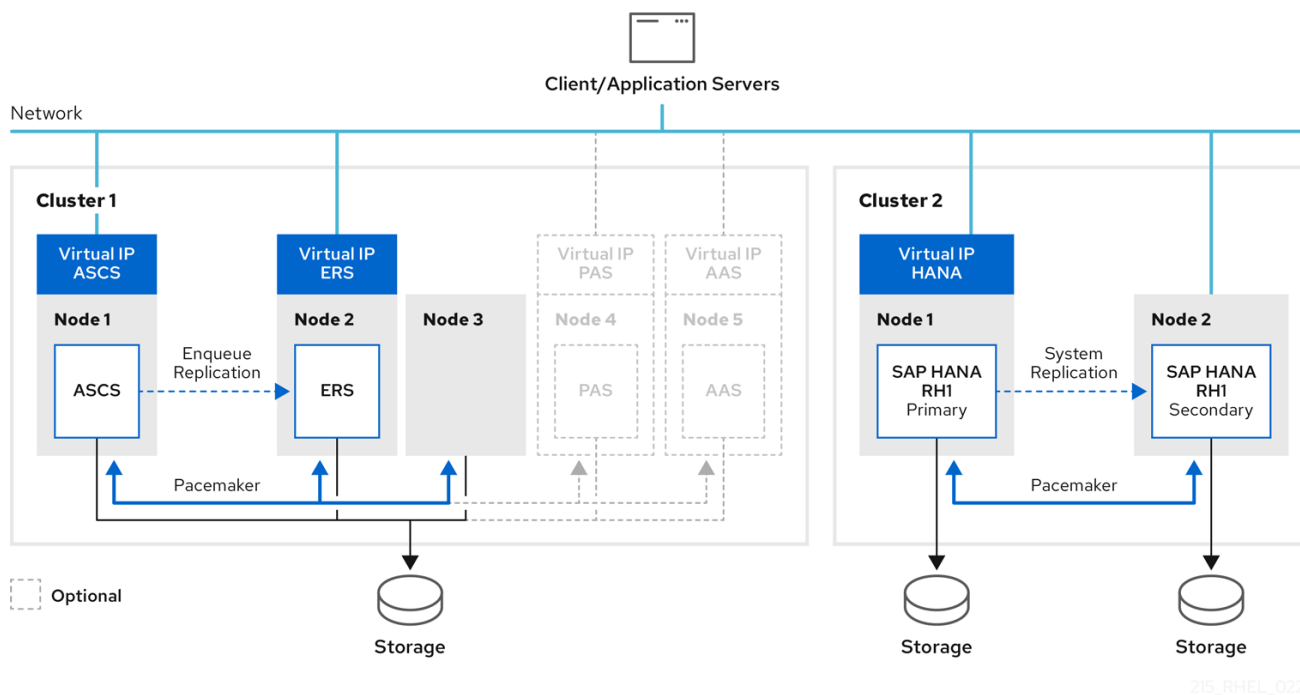 Client/Application Servers
Network
Cluster 1
Virtual IP
ASCS
Virtual IP
ERS
Virtual IP
PAS
Virtual IP
AAS
Node 1
Node 2
Node 3
Node 4
Node 5
ASCS
Enqueue
Replication
ERS
PAS
AAS
Pacemaker
Storage
Optional
Cluster 2
Virtual IP
HANA
Node 1
Node 2
SAP HANA
RH1
Primary
System
Replication
SAP HANA
RH1
Secondary
Pacemaker
Storage
Storage